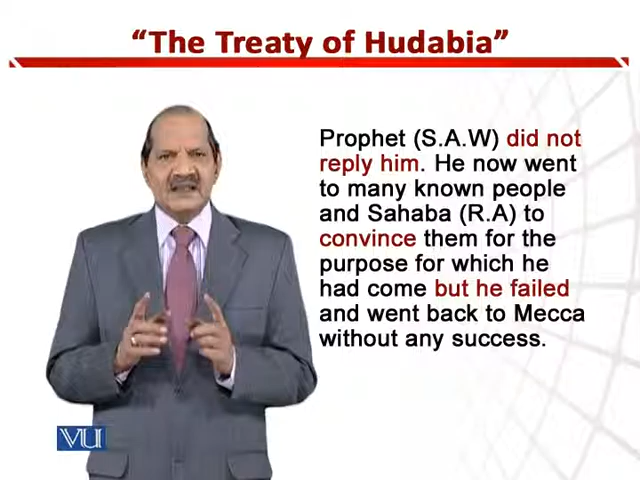 “The Treaty of Hudabia”
Prophet (S.A.W) did not
reply him. He now went
to many known people
and Sahaba (R.A) to
convince them for the
purpose for which he
had come but he failed
and went back to Mecca
without any success.
VU